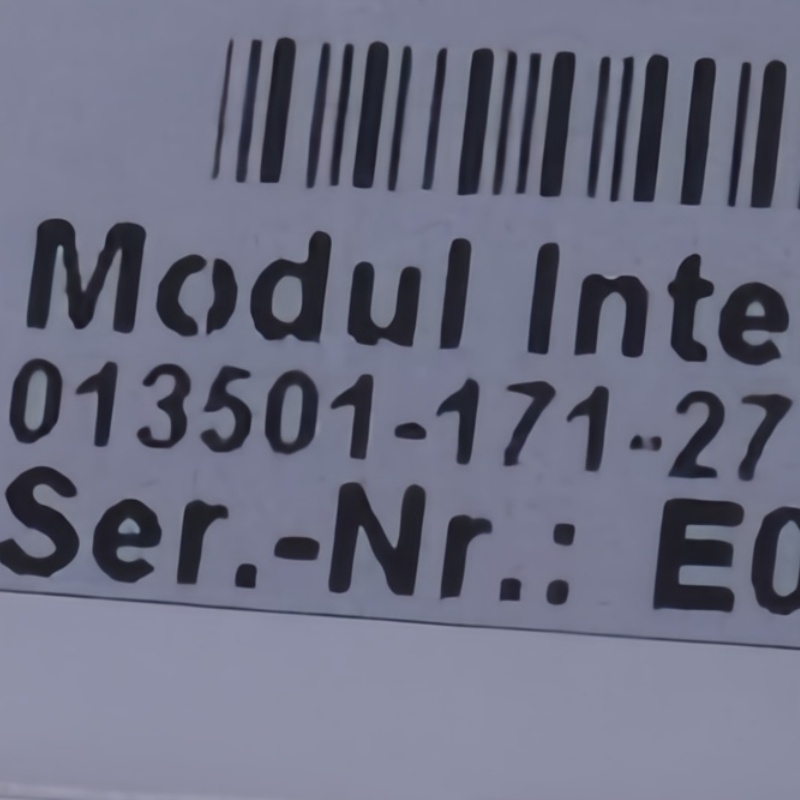 Modul Inte
013501-171-27
Ser.-Nr.: E0